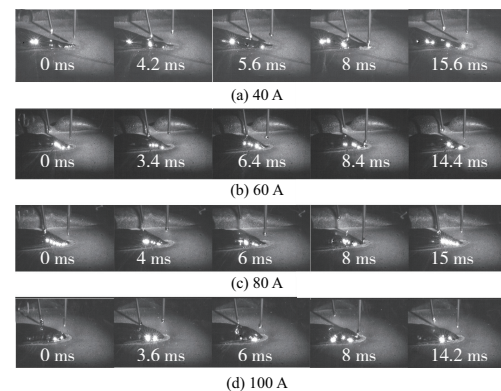 0 ms 4.2 ms 5.6 ms 8 ms 15.6 ms
(a) 40 A
0 ms 3.4 ms 6.4 ms 8.4 ms 14.4 ms
(b) 60 A
0 ms 4 ms 6 ms 8 ms 15 ms
(c) 80 A
0 ms 3.6 ms 6 ms 8 ms 14.2 ms
(d) 100 A